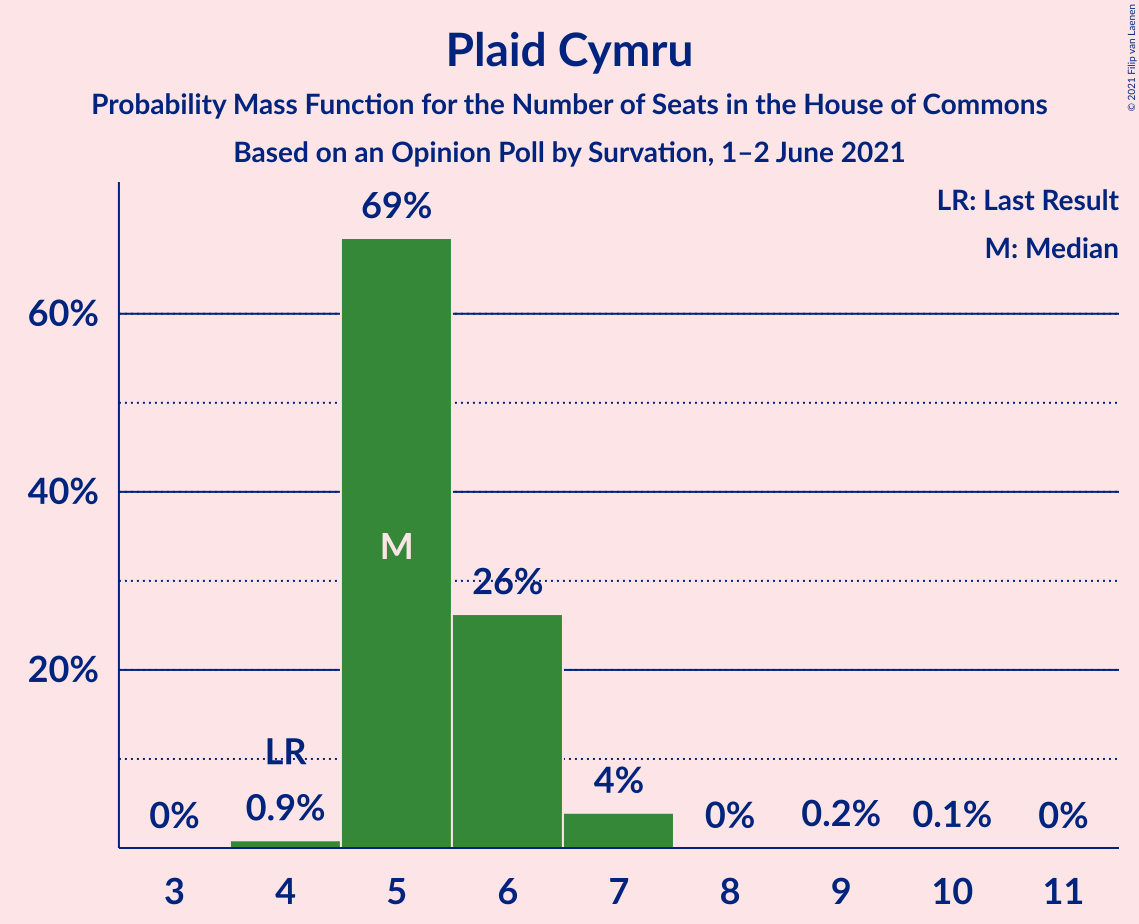 Plaid Cymru
Probability Mass Function for the Number of Seats in the House of Commons
Based on an Opinion Poll by Survation, 1–2 June 2021
© 2021 Filip van Laenen
LR: Last Result
M: Median
69%
60%
40%
M
26%
20%
LR
4%
0% 0.9% 0% 0.2% 0.1% 0%
3 4 5 6 7 8 9 10 11